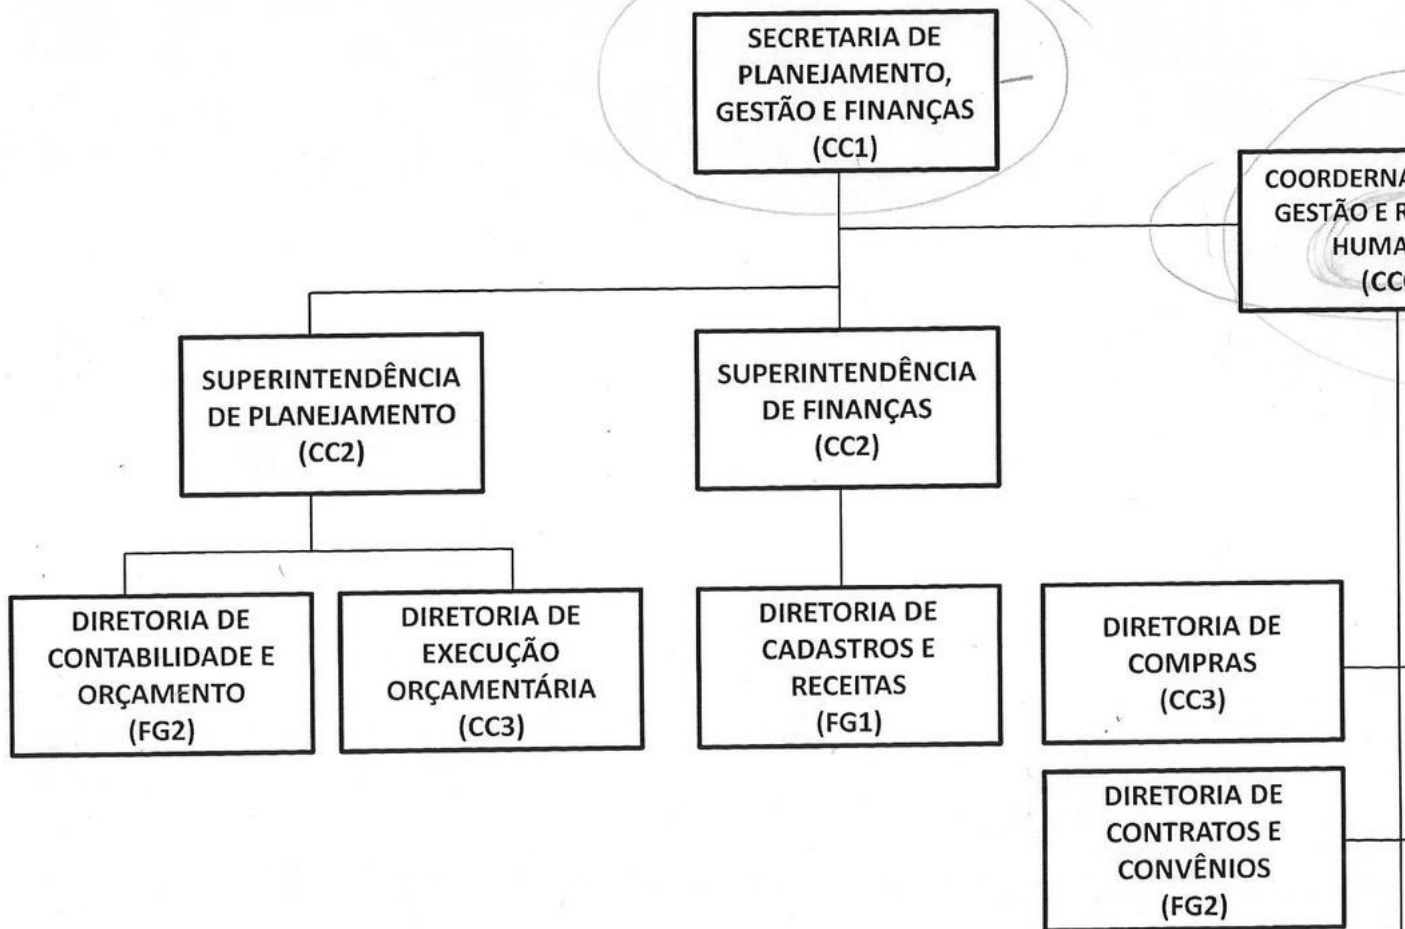 SECRETARIA DE
PLANEJAMENTO,
GESTÃO E FINANÇAS
(CC1)
GESTÃO E
SUPERINTENDÊNCIA
DE PLANEJAMENTO
(CC2)
SUPERINTENDÊNCIA
DE FINANÇAS
(CC2)
DIRETORIA DE
CONTABILIDADE E
ORÇAMENTO
(FG2)
DIRETORIA DE
EXECUÇÃO
ORÇAMENTÁRIA
(CC3)
DIRETORIA DE
CADASTROS E
RECEITAS
(FG1)
DIRETORIA DE
COMPRAS
(CC3)
DIRETORIA DE
CONTRATOS E
CONVÊNIOS
(FG2)